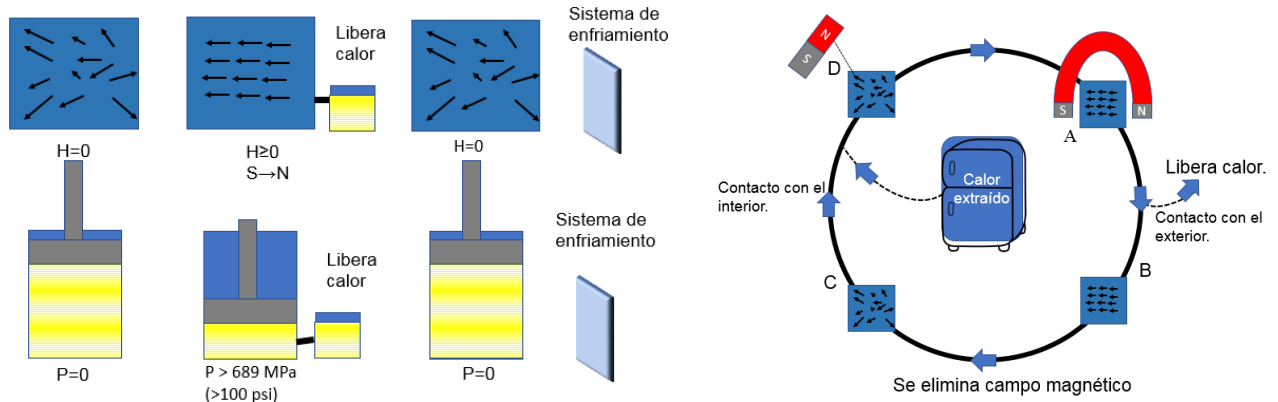 Libera
calor
Sistema de
enfriamiento
H=0
H≥0
S→N
H=0
Libera
calor
Sistema de
enfriamiento
P=0
P > 689 MPa
(>100 psi)
P=0
N
S
D
S
N
A
Contacto con el
interior.
Calor
extraído
Libera calor.
Contacto con el
exterior.
C
B
Se elimina campo magnético